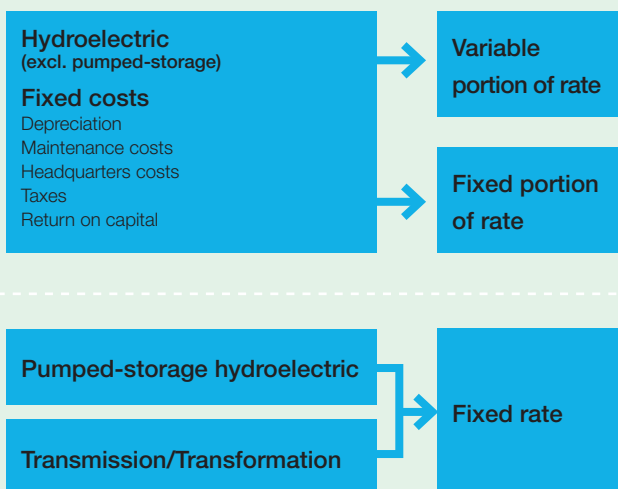 Hydroelectric
(excl. pumped-storage)
Fixed costs
Depreciation
Maintenance costs
Headquarters costs
Taxes
Return on capital
Variable
portion of rate
Fixed portion
of rate
Pumped-storage hydroelectric
Transmission/Transformation
Fixed rate